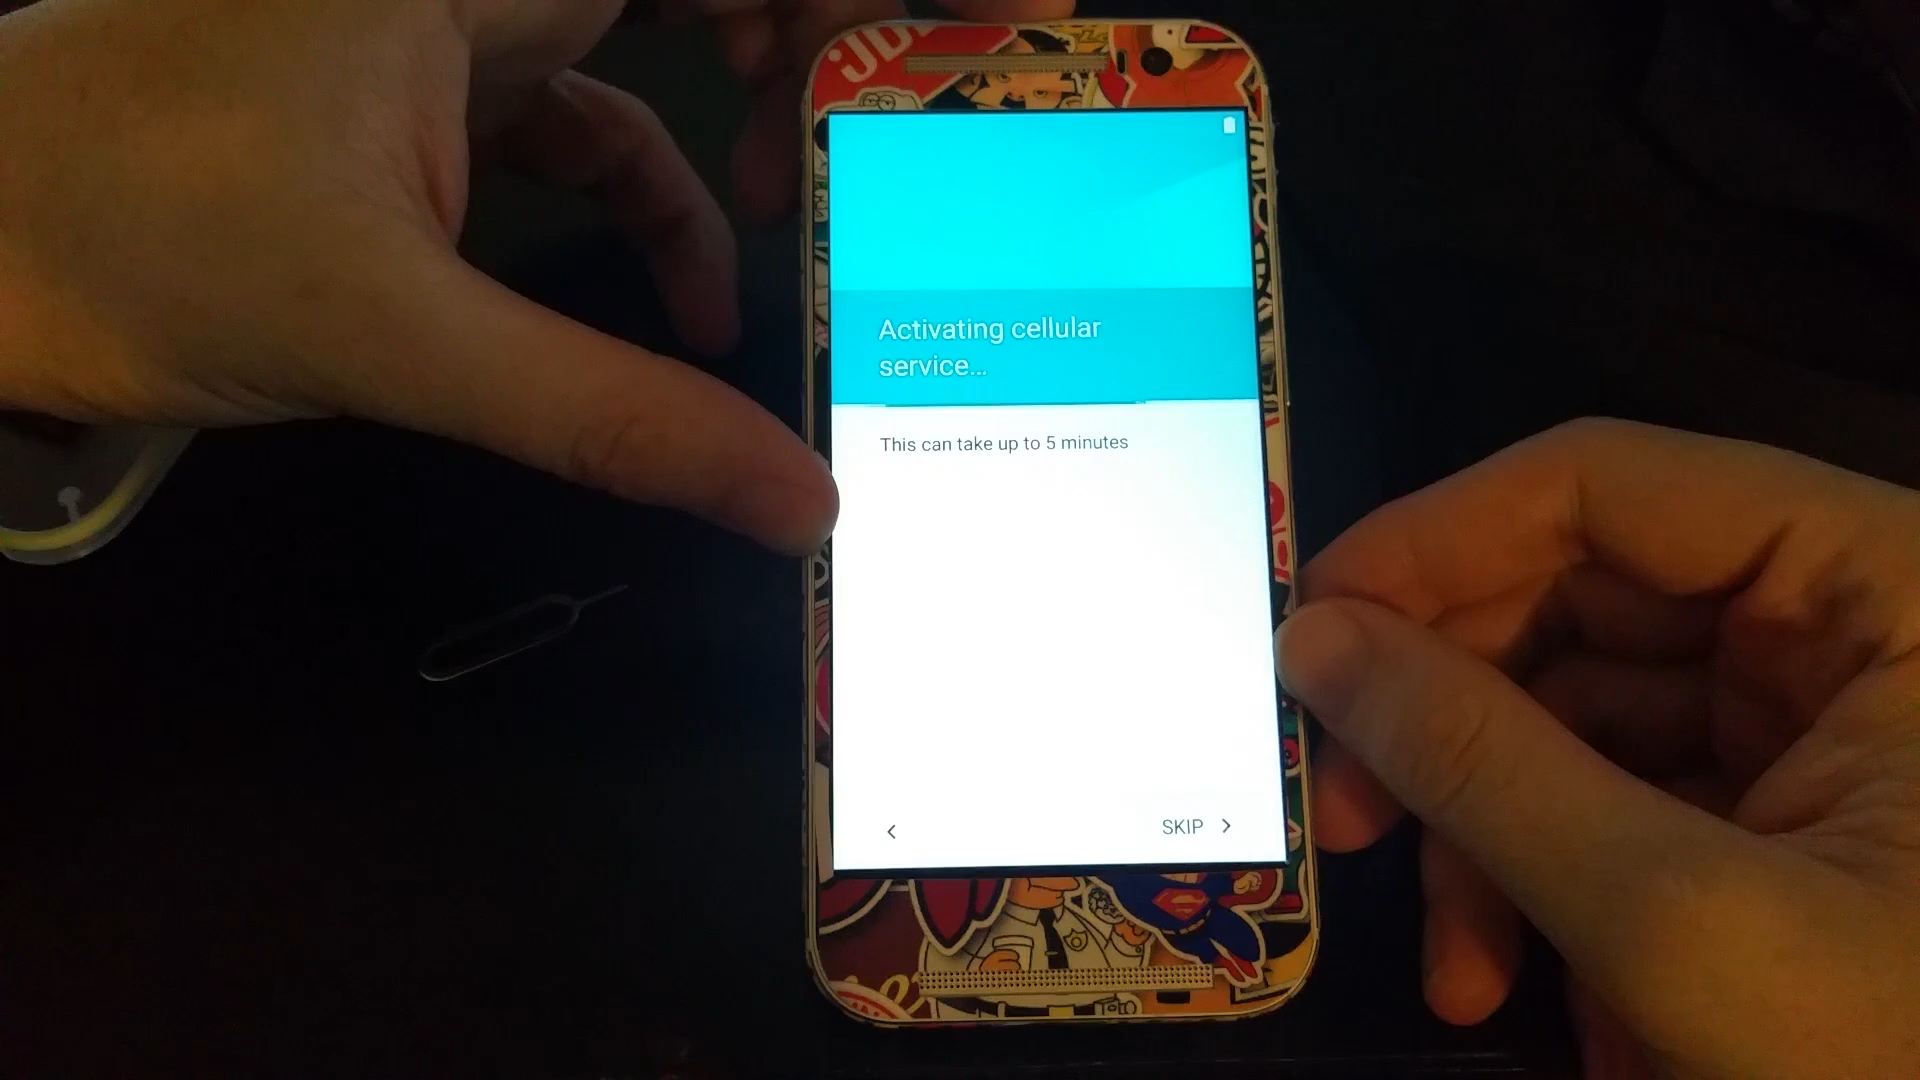 Activating cellular
service...
This can take up to 5 minutes
SKIP